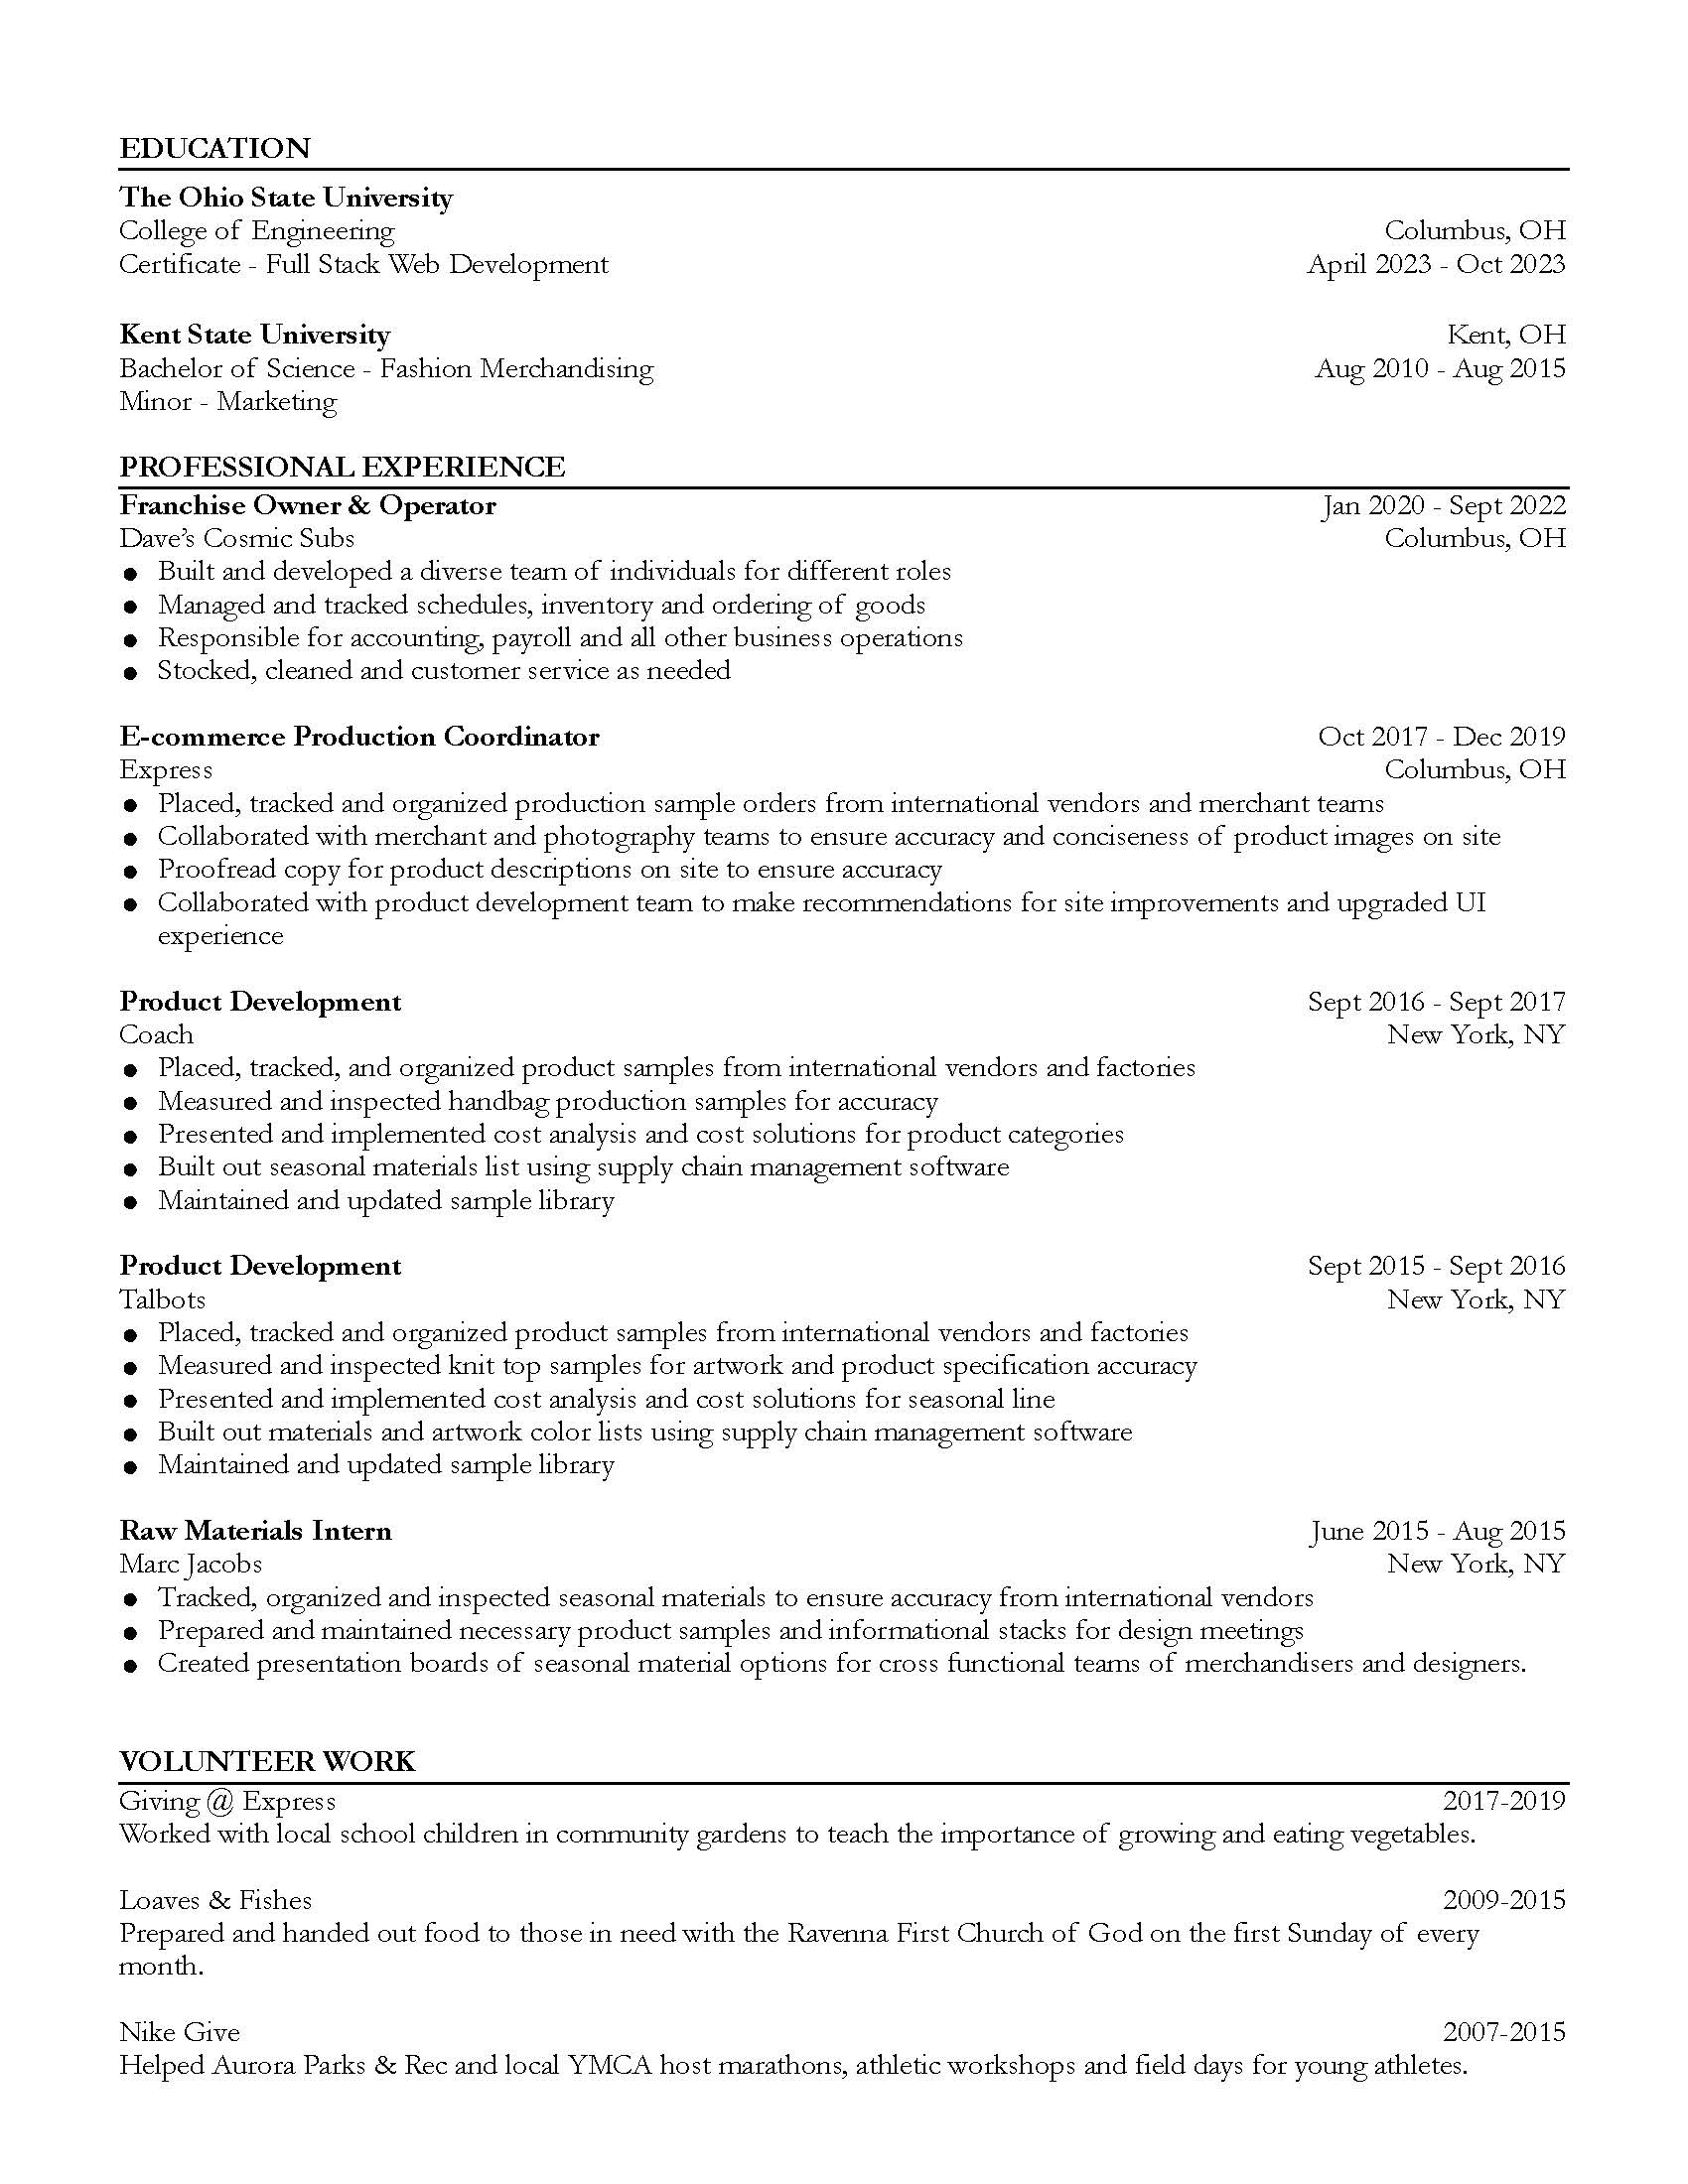 EDUCATION
The Ohio State University
College of Engineering Columbus, OH
Certificate - Full Stack Web Development April 2023 - Oct 2023
Kent State University Kent, OH
Bachelor of Science - Fashion Merchandising Aug 2010 - Aug 2015
Minor - Marketing
PROFESSIONAL EXPERIENCE
Franchise Owner & Operator Jan 2020 - Sept 2022
Dave's Cosmic Subs Columbus, OH
● Built and developed a diverse team of individuals for different roles
● Managed and tracked schedules, inventory and ordering of goods
● Responsible for accounting, payroll and all other business operations
● Stocked, cleaned and customer service as needed
E-commerce Production Coordinator Oct 2017 - Dec 2019
Express Columbus, OH
● Placed, tracked and organized production sample orders from international vendors and merchant teams
● Collaborated with merchant and photography teams to ensure accuracy and conciseness of product images on site
● Proofread copy for product descriptions on site to ensure accuracy
● Collaborated with product development team to make recommendations for site improvements and upgraded UI
experience
Product Development Sept 2016 - Sept 2017
Coach New York, NY
● Placed, tracked, and organized product samples from international vendors and factories
● Measured and inspected handbag production samples for accuracy
● Presented and implemented cost analysis and cost solutions for product categories
● Built out seasonal materials list using supply chain management software
● Maintained and updated sample library
Product Development Sept 2015 - Sept 2016
Talbots New York, NY
● Placed, tracked and organized product samples from international vendors and factories
● Measured and inspected knit top samples for artwork and product specification accuracy
● Presented and implemented cost analysis and cost solutions for seasonal line
● Built out materials and artwork color lists using supply chain management software
● Maintained and updated sample library
Raw Materials Intern June 2015 - Aug 2015
Marc Jacobs New York, NY
● Tracked, organized and inspected seasonal materials to ensure accuracy from international vendors
● Prepared and maintained necessary product samples and informational stacks for design meetings
● Created presentation boards of seasonal material options for cross functional teams of merchandisers and designers.
VOLUNTEER WORK
Giving @ Express 2017-2019
Worked with local school children in community gardens to teach the importance of growing and eating vegetables.
Loaves & Fishes 2009-2015
Prepared and handed out food to those in need with the Ravenna First Church of God on the first Sunday of every
month.
Nike Give 2007-2015
Helped Aurora Parks & Rec and local YMCA host marathons, athletic workshops and field days for young athletes.